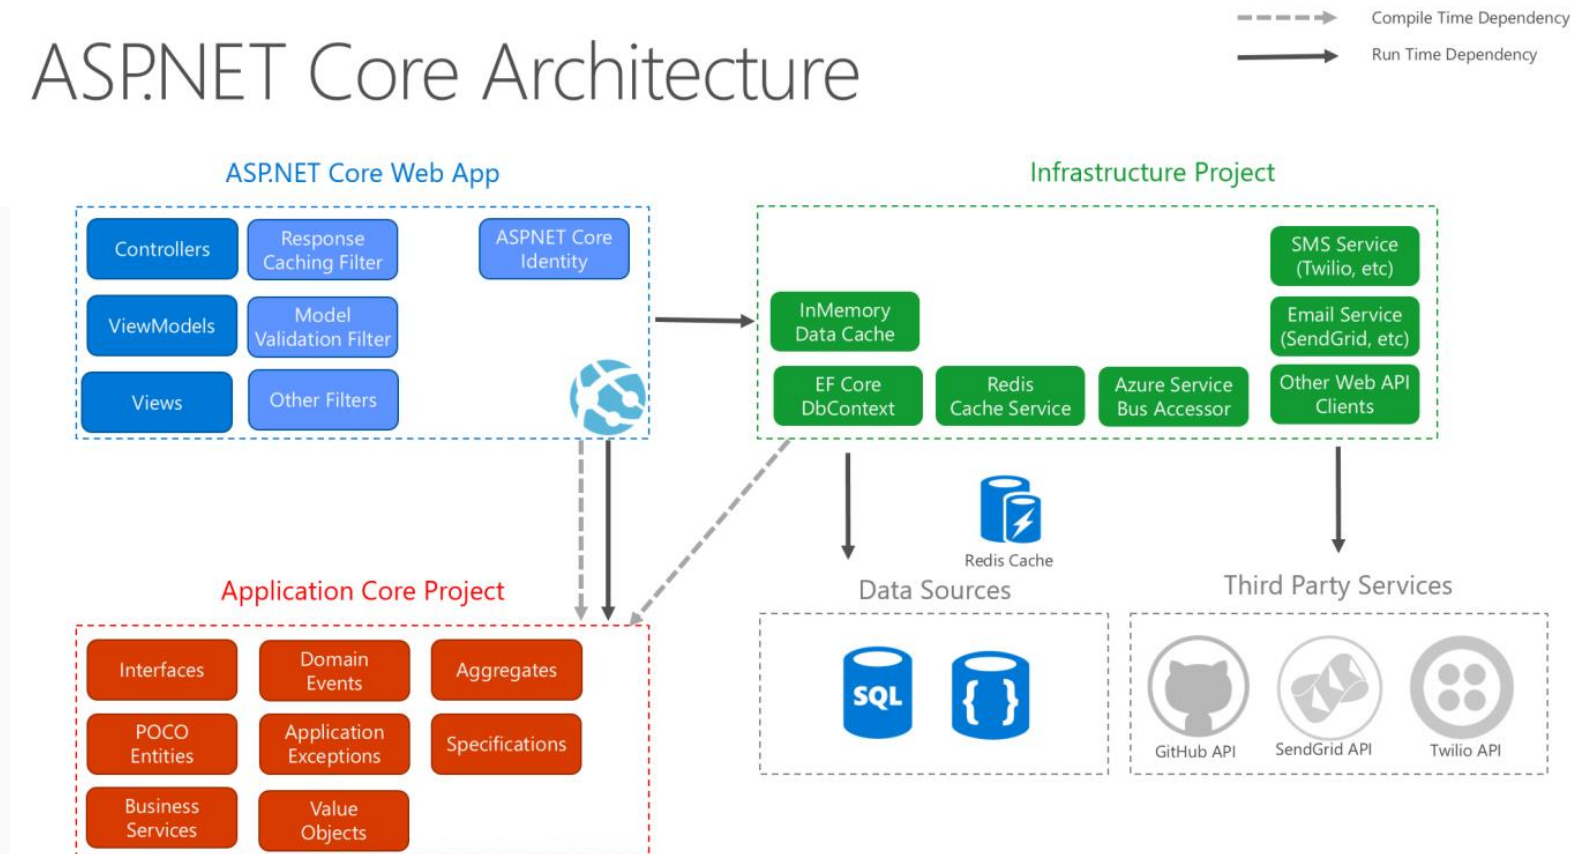 Compile Time Dependency
Run Time Dependency
ASP.NET Core Architecture
ASP.NET Core Web App
Controllers
Response
Caching Filter
ASP.NET Core
Identity
ViewModels
Model
Validation Filter
Views
Other Filters
Infrastructure Project
SMS Service
(Twilio, etc)
InMemory
Data Cache
Email Service
(SendGrid, etc)
EF Core
DbContext
Redis
Cache Service
Azure Service
Bus Accessor
Other Web API
Clients
Redis Cache
Application Core Project
Interfaces
Domain
Events
Aggregates
POCO
Entities
Application
Exceptions
Specifications
Business
Services
Value
Objects
Data Sources
SQL
{ }
Third Party Services
GitHub API
SendGrid API
Twilio API